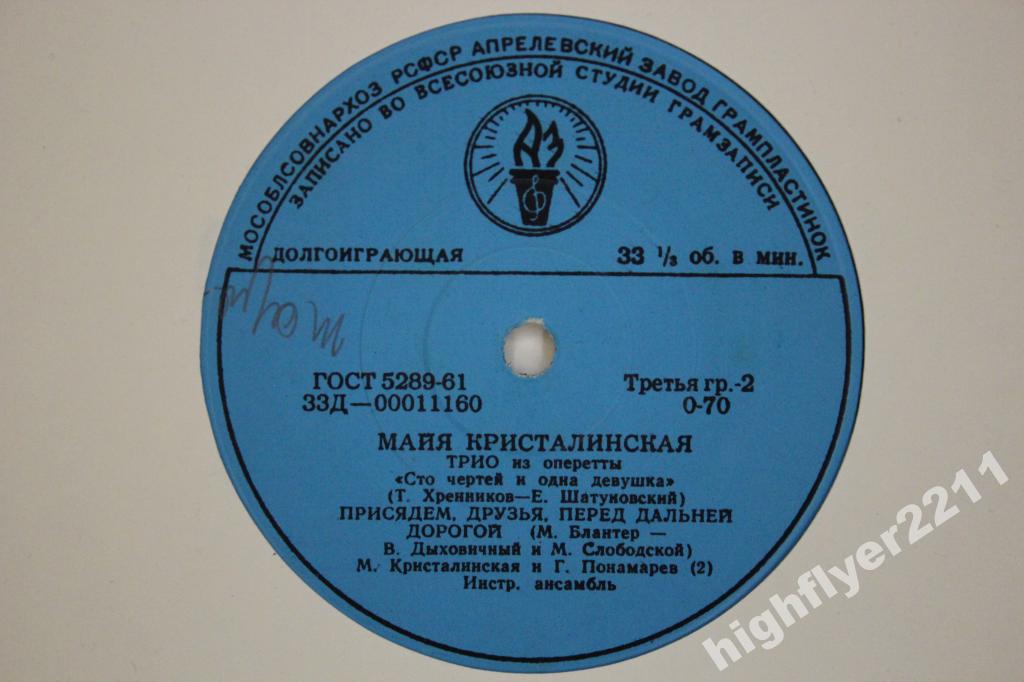 МОСОБЛСОВНАРХОЗ РСФСР АПРЕЛЕВСКИЙ ЗАВОД ГРАМПЛАСТИНОК
ЗАПИСАНО ВО ВСЕСОЮЗНОЙ СТУДИИ ГРАМЗАПИСИ
АЗ
ДОЛГОИГРАЮЩАЯ 33 ⅓ об. в мин.
ГОСТ 5289-61 Третья гр.-2
33Д—00011160 0-70
МАЙЯ КРИСТАЛИНСКАЯ
ТРИО из оперетты
«Сто чертей и одна девушка»
(Т. Хренников—Е. Шатуновский)
ПРИСЯДЕМ, ДРУЗЬЯ, ПЕРЕД ДАЛЬНЕЙ
ДОРОГОЙ (М. Блантер —
В. Дыховичный и М. Слободской)
М. Кристалинская и Г. Понамарев (2)
Инстр. ансамбль
highflyer2211